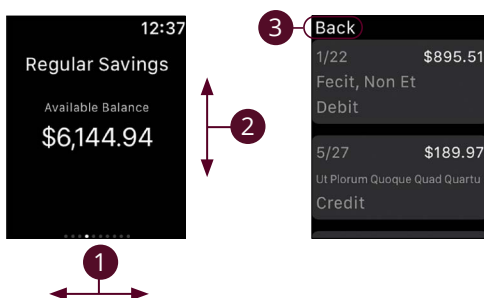 12:37
Regular Savings
Available Balance
$6,144.94
1
2
3
Back
1/22 $895.51
Fecit, Non Et
Debit
5/27 $189.97
Ut Plorum Quoque Quad Quartu
Credit